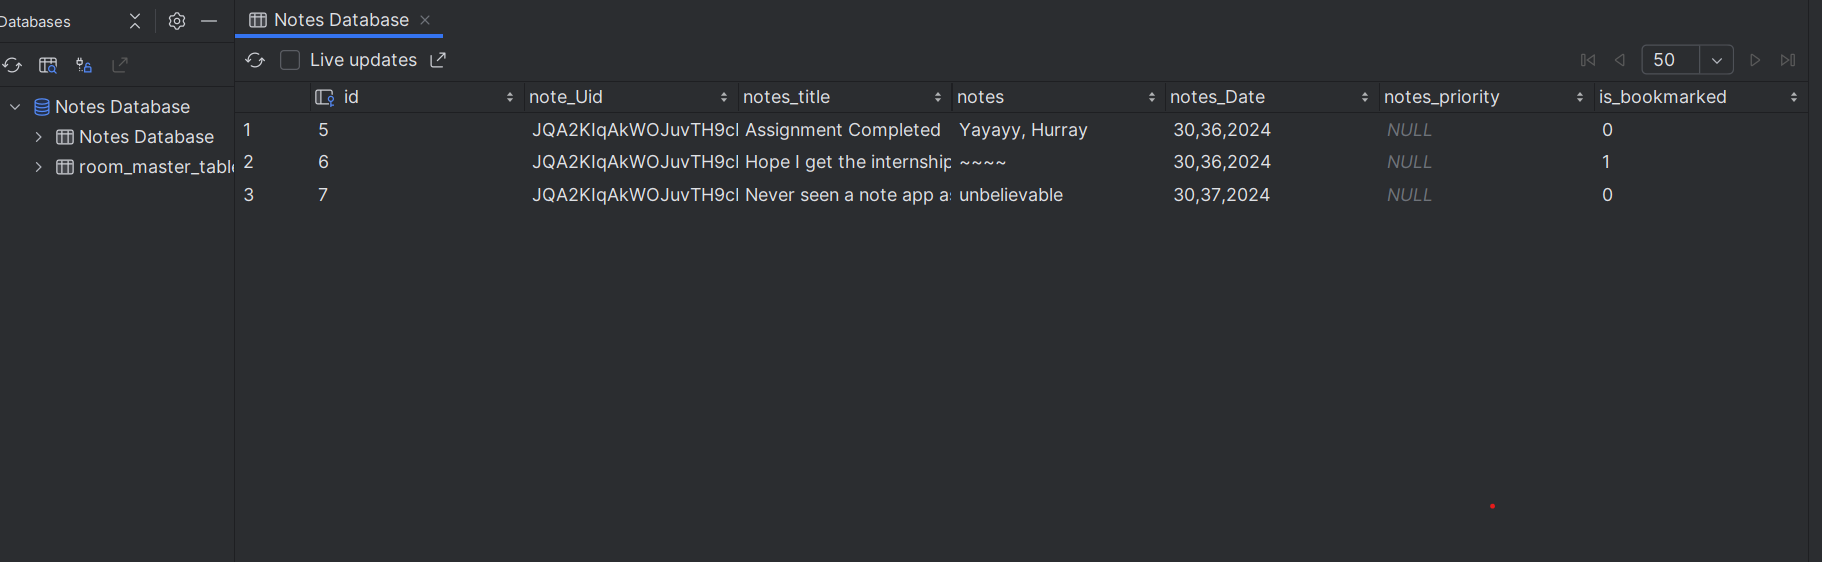 Databases
Notes Database
Live updates
50
Notes Database
Notes Database
room_master_table
id note_Uid notes_title notes notes_Date notes_priority is_bookmarked
1 5 JQA2KIqAkWOJuvTH9cl Assignment Completed Yayayy, Hurray 30,36,2024 NULL 0
2 6 JQA2KIqAkWOJuvTH9cl Hope I get the internship ~~~~ 30,36,2024 NULL 1
3 7 JQA2KIqAkWOJuvTH9cl Never seen a note app as unbelievable 30,37,2024 NULL 0